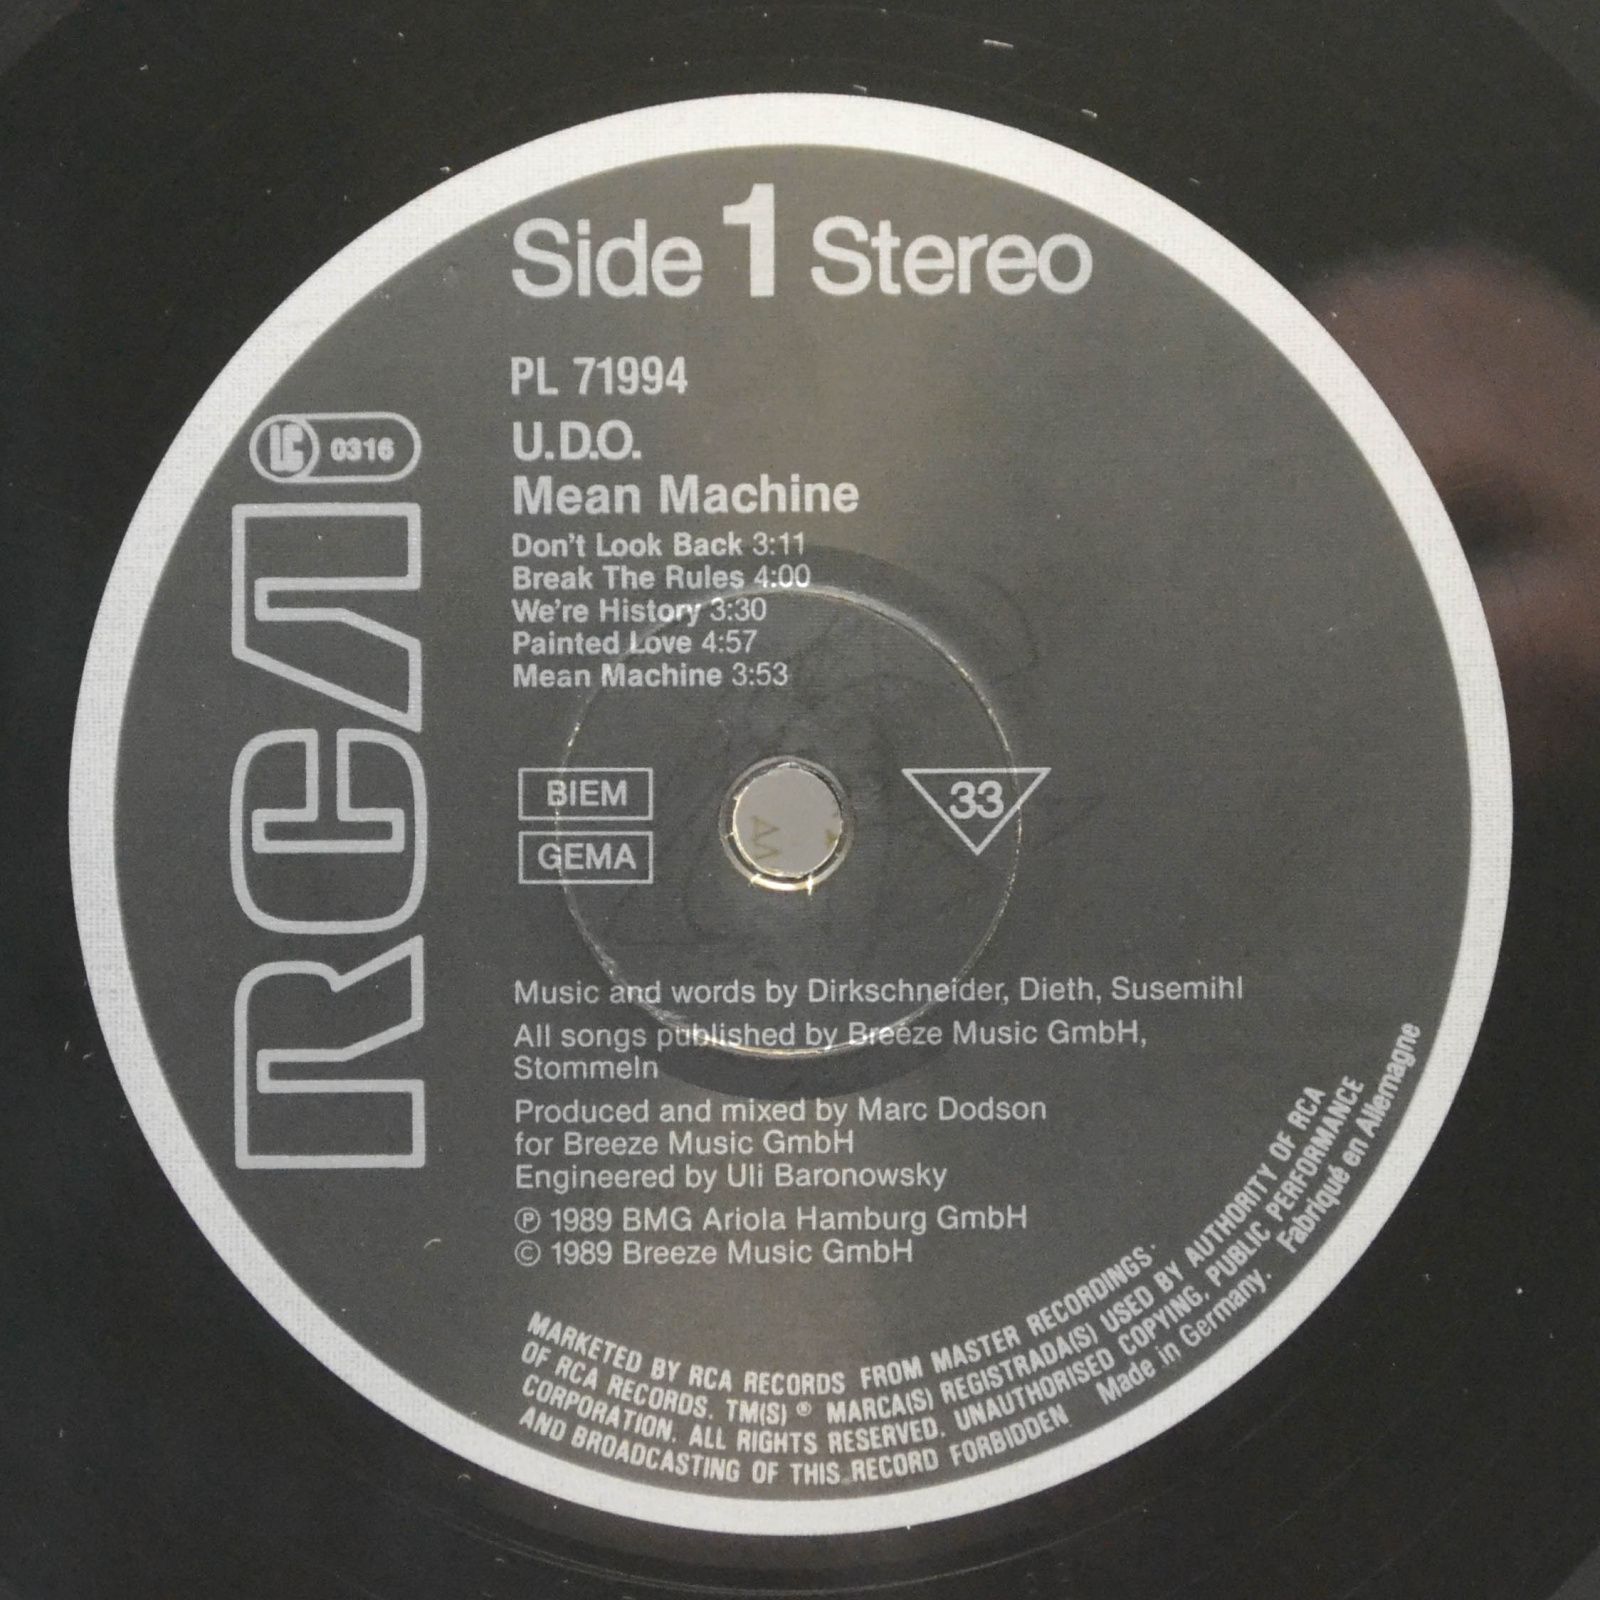 Side 1 Stereo
PL 71994
U.D.O.
Mean Machine
Don't Look Back 3:11
Break The Rules 4:00
We're History 3:30
Painted Love 4:57
Mean Machine 3:53
LC 0316
RCA
BIEM
GEMA
33
Music and words by Dirkschneider, Dieth, Susemihl
All songs published by Breeze Music GmbH,
Stommeln
Produced and mixed by Marc Dodson
for Breeze Music GmbH
Engineered by Uli Baronowsky
℗ 1989 BMG Ariola Hamburg GmbH
© 1989 Breeze Music GmbH
MARKETED BY RCA RECORDS FROM MASTER RECORDINGS
OF RCA RECORDS. TM(S) ® MARCA(S) REGISTRADA(S) USED BY AUTHORITY OF RCA
CORPORATION. ALL RIGHTS RESERVED. UNAUTHORISED COPYING, PUBLIC PERFORMANCE
AND BROADCASTING OF THIS RECORD FORBIDDEN Made in Germany. Fabriqué en Allemagne